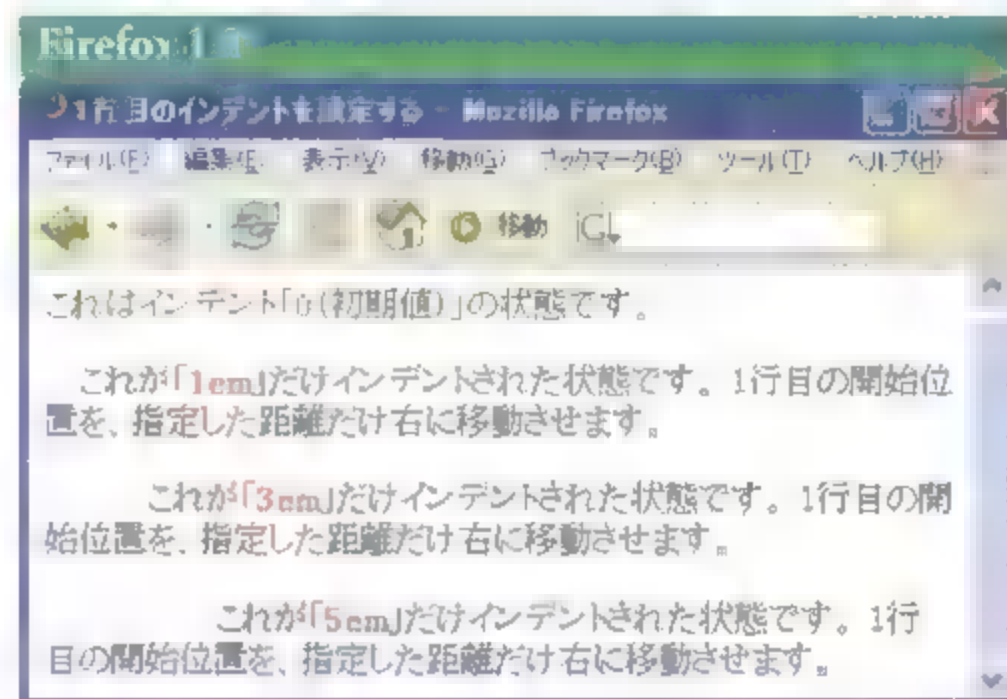 Firefox
1行目のインデントを設定する - Mozilla Firefox
ファイル(F) 編集(E) 表示(V) 移動(G) ブックマーク(B) ツール(T) ヘルプ(H)
移動 G
これはインデント「0(初期値)」の状態です。
これが「1em」だけインデントされた状態です。1行目の開始位
置を、指定した距離だけ右に移動させます。
これが「3em」だけインデントされた状態です。1行目の開
始位置を、指定した距離だけ右に移動させます。
これが「5em」だけインデントされた状態です。1行
目の開始位置を、指定した距離だけ右に移動させます。